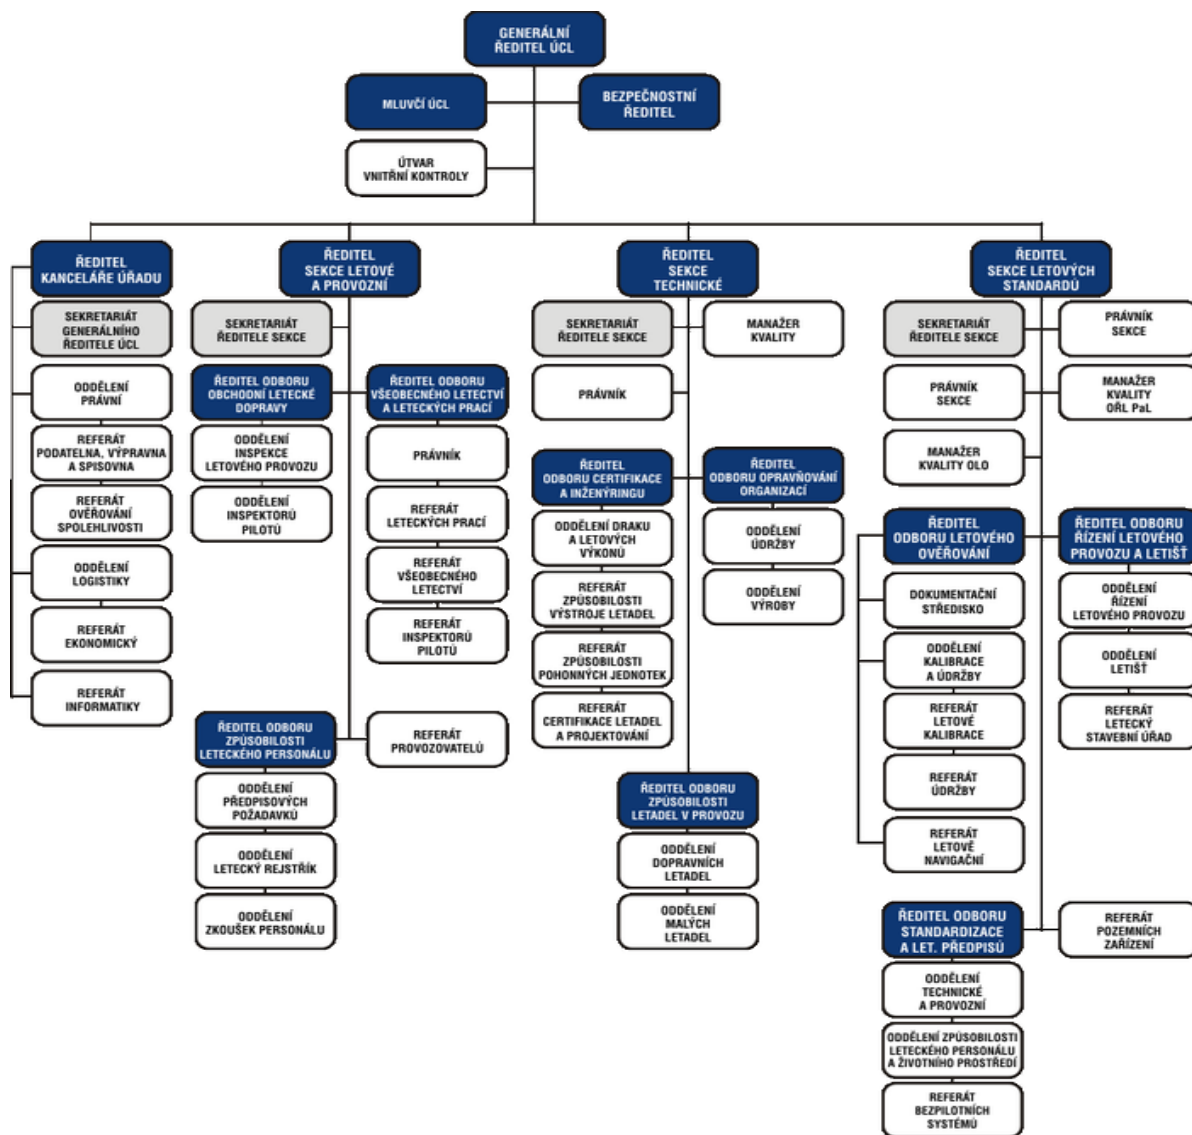 GENERÁLNÍ
ŘEDITEL ÚCL
MLUVČÍ ÚCL
BEZPEČNOSTNÍ
ŘEDITEL
ÚTVAR
VNITŘNÍ KONTROLY
ŘEDITEL
KANCELÁŘE ÚŘADU
SEKRETARIÁT
GENERÁLNÍHO
ŘEDITELE ÚCL
ODDĚLENÍ
PRÁVNÍ
REFERÁT
PODATELNA, VÝPRAVNA
A SPISOVNA
REFERÁT
OVĚŘOVÁNÍ
SPOLEHLIVOSTI
ODDĚLENÍ
LOGISTIKY
REFERÁT
EKONOMICKÝ
REFERÁT
INFORMATIKY
ŘEDITEL
SEKCE LETOVÉ
A PROVOZNÍ
SEKRETARIÁT
ŘEDITELE SEKCE
ŘEDITEL ODBORU
OBCHODNÍ LETECKÉ
DOPRAVY
ODDĚLENÍ
INSPEKCE
LETOVÉHO PROVOZU
ODDĚLENÍ
INSPEKTORŮ
PILOTŮ
ŘEDITEL ODBORU
VŠEOBECNÉHO LETECTVÍ
A LETECKÝCH PRACÍ
PRÁVNÍK
REFERÁT
LETECKÝCH PRACÍ
REFERÁT
VŠEOBECNÉHO
LETECTVÍ
REFERÁT
INSPEKTORŮ
PILOTŮ
REFERÁT
PROVOZOVATELŮ
ŘEDITEL ODBORU
ZPŮSOBILOSTI
LETECKÉHO PERSONÁLU
ODDĚLENÍ
PŘEDPISOVÝCH
POŽADAVKŮ
ODDĚLENÍ
LETECKÝ REJSTŘÍK
ODDĚLENÍ
ZKOUŠEK PERSONÁLU
ŘEDITEL
SEKCE
TECHNICKÉ
SEKRETARIÁT
ŘEDITELE SEKCE
MANAŽER
KVALITY
PRÁVNÍK
ŘEDITEL
ODBORU CERTIFIKACE
A INŽENÝRINGU
ODDĚLENÍ DRAKU
A LETOVÝCH
VÝKONŮ
REFERÁT
ZPŮSOBILOSTI
VÝSTROJE LETADEL
REFERÁT
ZPŮSOBILOSTI
POHONNÝCH JEDNOTEK
REFERÁT
CERTIFIKACE LETADEL
A PROJEKTOVÁNÍ
ŘEDITEL
ODBORU OPRAVŇOVÁNÍ
ORGANIZACÍ
ODDĚLENÍ
ÚDRŽBY
ODDĚLENÍ
VÝROBY
ŘEDITEL ODBORU
ZPŮSOBILOSTI
LETADEL V PROVOZU
ODDĚLENÍ
DOPRAVNÍCH
LETADEL
ODDĚLENÍ
MALÝCH
LETADEL
ŘEDITEL
SEKCE LETOVÝCH
STANDARDŮ
SEKRETARIÁT
ŘEDITELE SEKCE
PRÁVNÍK
SEKCE
PRÁVNÍK
SEKCE
MANAŽER
KVALITY
OŘL PaL
MANAŽER
KVALITY OLO
ŘEDITEL
ODBORU LETOVÉHO
OVĚŘOVÁNÍ
DOKUMENTAČNÍ
STŘEDISKO
ODDĚLENÍ
KALIBRACE
A ÚDRŽBY
REFERÁT
LETOVÉ
KALIBRACE
REFERÁT
ÚDRŽBY
REFERÁT
LETOVĚ
NAVIGAČNÍ
ŘEDITEL ODBORU
ŘÍZENÍ LETOVÉHO
PROVOZU A LETIŠŤ
ODDĚLENÍ
ŘÍZENÍ
LETOVÉHO PROVOZU
ODDĚLENÍ
LETIŠŤ
REFERÁT
LETECKÝ
STAVEBNÍ ÚŘAD
ŘEDITEL ODBORU
STANDARDIZACE
A LET. PŘEDPISŮ
REFERÁT
POZEMNÍCH
ZAŘÍZENÍ
ODDĚLENÍ
TECHNICKÉ
A PROVOZNÍ
ODDĚLENÍ ZPŮSOBILOSTI
LETECKÉHO PERSONÁLU
A ŽIVOTNÍHO PROSTŘEDÍ
REFERÁT
BEZPILOTNÍCH
SYSTÉMŮ